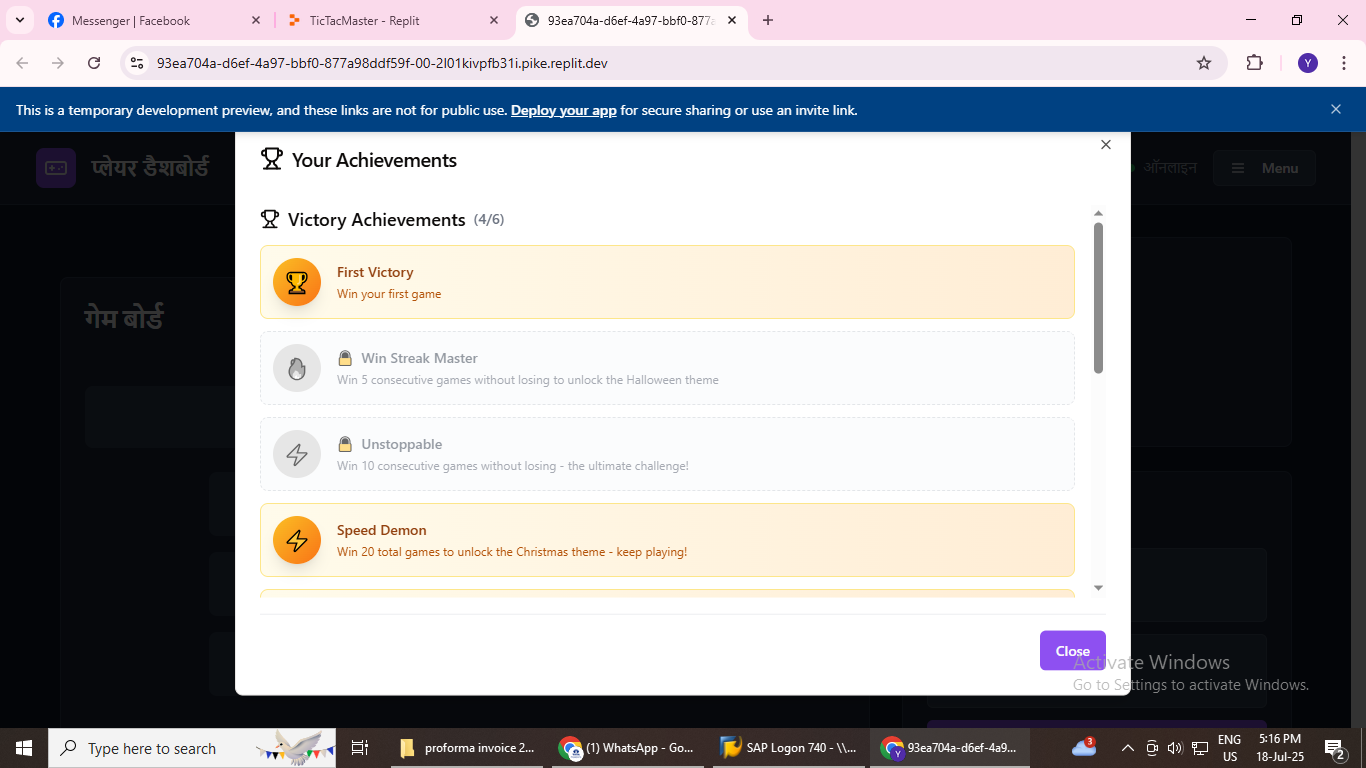 Messenger | Facebook
TicTacMaster - Replit
93ea704a-d6ef-4a97-bbf0-877a
93ea704a-d6ef-4a97-bbf0-877a98ddf59f-00-2l01kivpfb31i.pike.replit.dev
Y
This is a temporary development preview, and these links are not for public use. Deploy your app for secure sharing or use an invite link.
प्लेयर डैशबोर्ड
ऑनलाइन
Menu
Your Achievements
Victory Achievements (4/6)
गेम बोर्ड
First Victory
Win your first game
Win Streak Master
Win 5 consecutive games without losing to unlock the Halloween theme
Unstoppable
Win 10 consecutive games without losing - the ultimate challenge!
Speed Demon
Win 20 total games to unlock the Christmas theme - keep playing!
Close
Activate Windows
Go to Settings to activate Windows.
Type here to search
proforma invoice 2...
(1) WhatsApp - Go...
SAP Logon 740 - \\...
93ea704a-d6ef-4a9...
3
ENG
US
5:16 PM
18-Jul-25
2